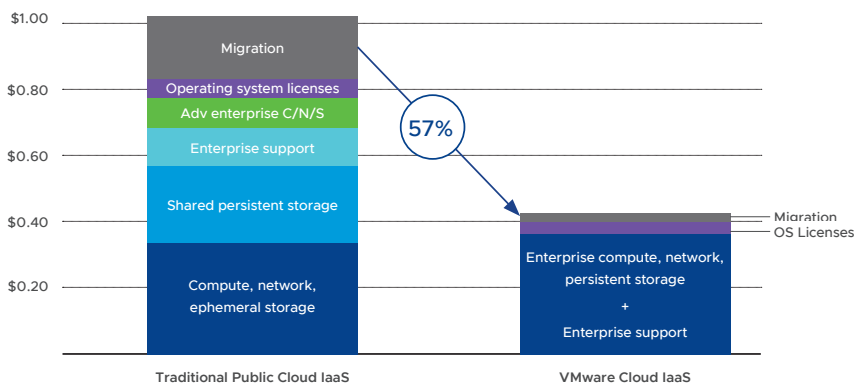 $1.00
$0.80
$0.60
$0.40
$0.20
Migration
Operating system licenses
Adv enterprise C/N/S
Enterprise support
Shared persistent storage
Compute, network,
ephemeral storage
57%
Migration
OS Licenses
Enterprise compute, network,
persistent storage
+
Enterprise support
Traditional Public Cloud IaaS
VMware Cloud IaaS